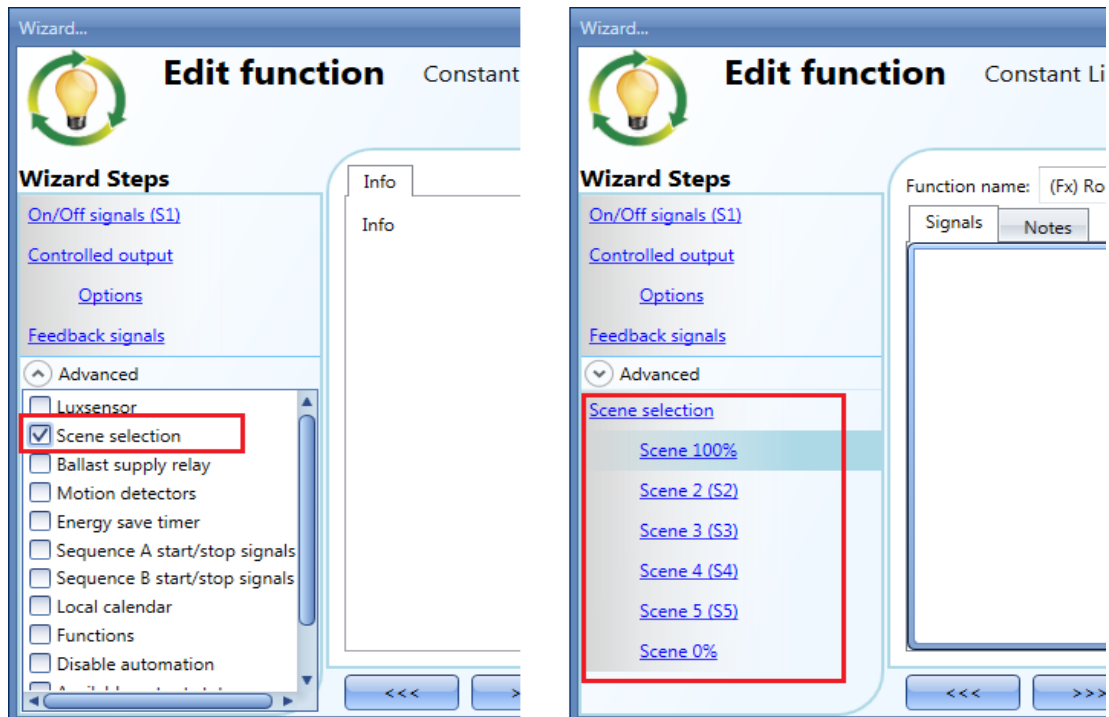 Wizard...
Edit function Constant
Wizard Steps
On/Off signals (S1)
Controlled output
Options
Feedback signals
Advanced
Luxsensor
Scene selection
Ballast supply relay
Motion detectors
Energy save timer
Sequence A start/stop signals
Sequence B start/stop signals
Local calendar
Functions
Disable automation
Info
Info
<<<
Wizard...
Edit function Constant Li
Wizard Steps
On/Off signals (S1)
Controlled output
Options
Feedback signals
Advanced
Scene selection
Scene 100%
Scene 2 (S2)
Scene 3 (S3)
Scene 4 (S4)
Scene 5 (S5)
Scene 0%
Function name: (Fx) Ro
Signals Notes
<<< >>>